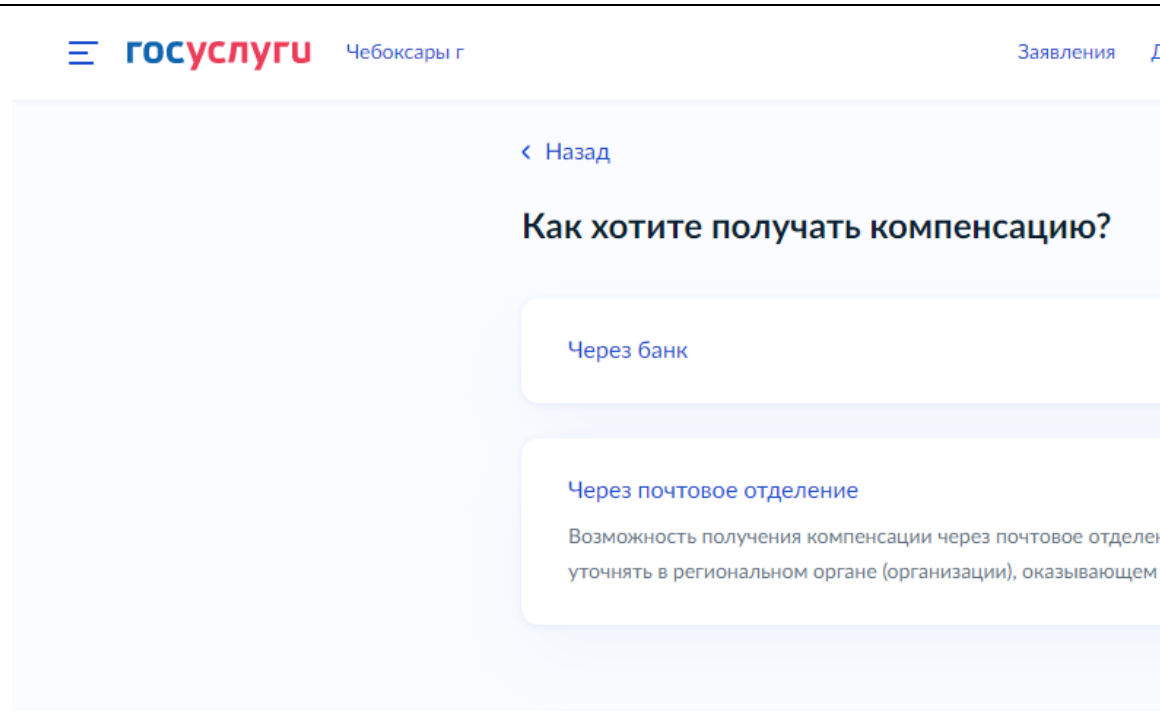 госуслуги Чебоксары г Заявления
Назад
Как хотите получать компенсацию?
Через банк
Через почтовое отделение
Возможность получения компенсации через почтовое
уточнять в региональном органе (организации), оказывающем